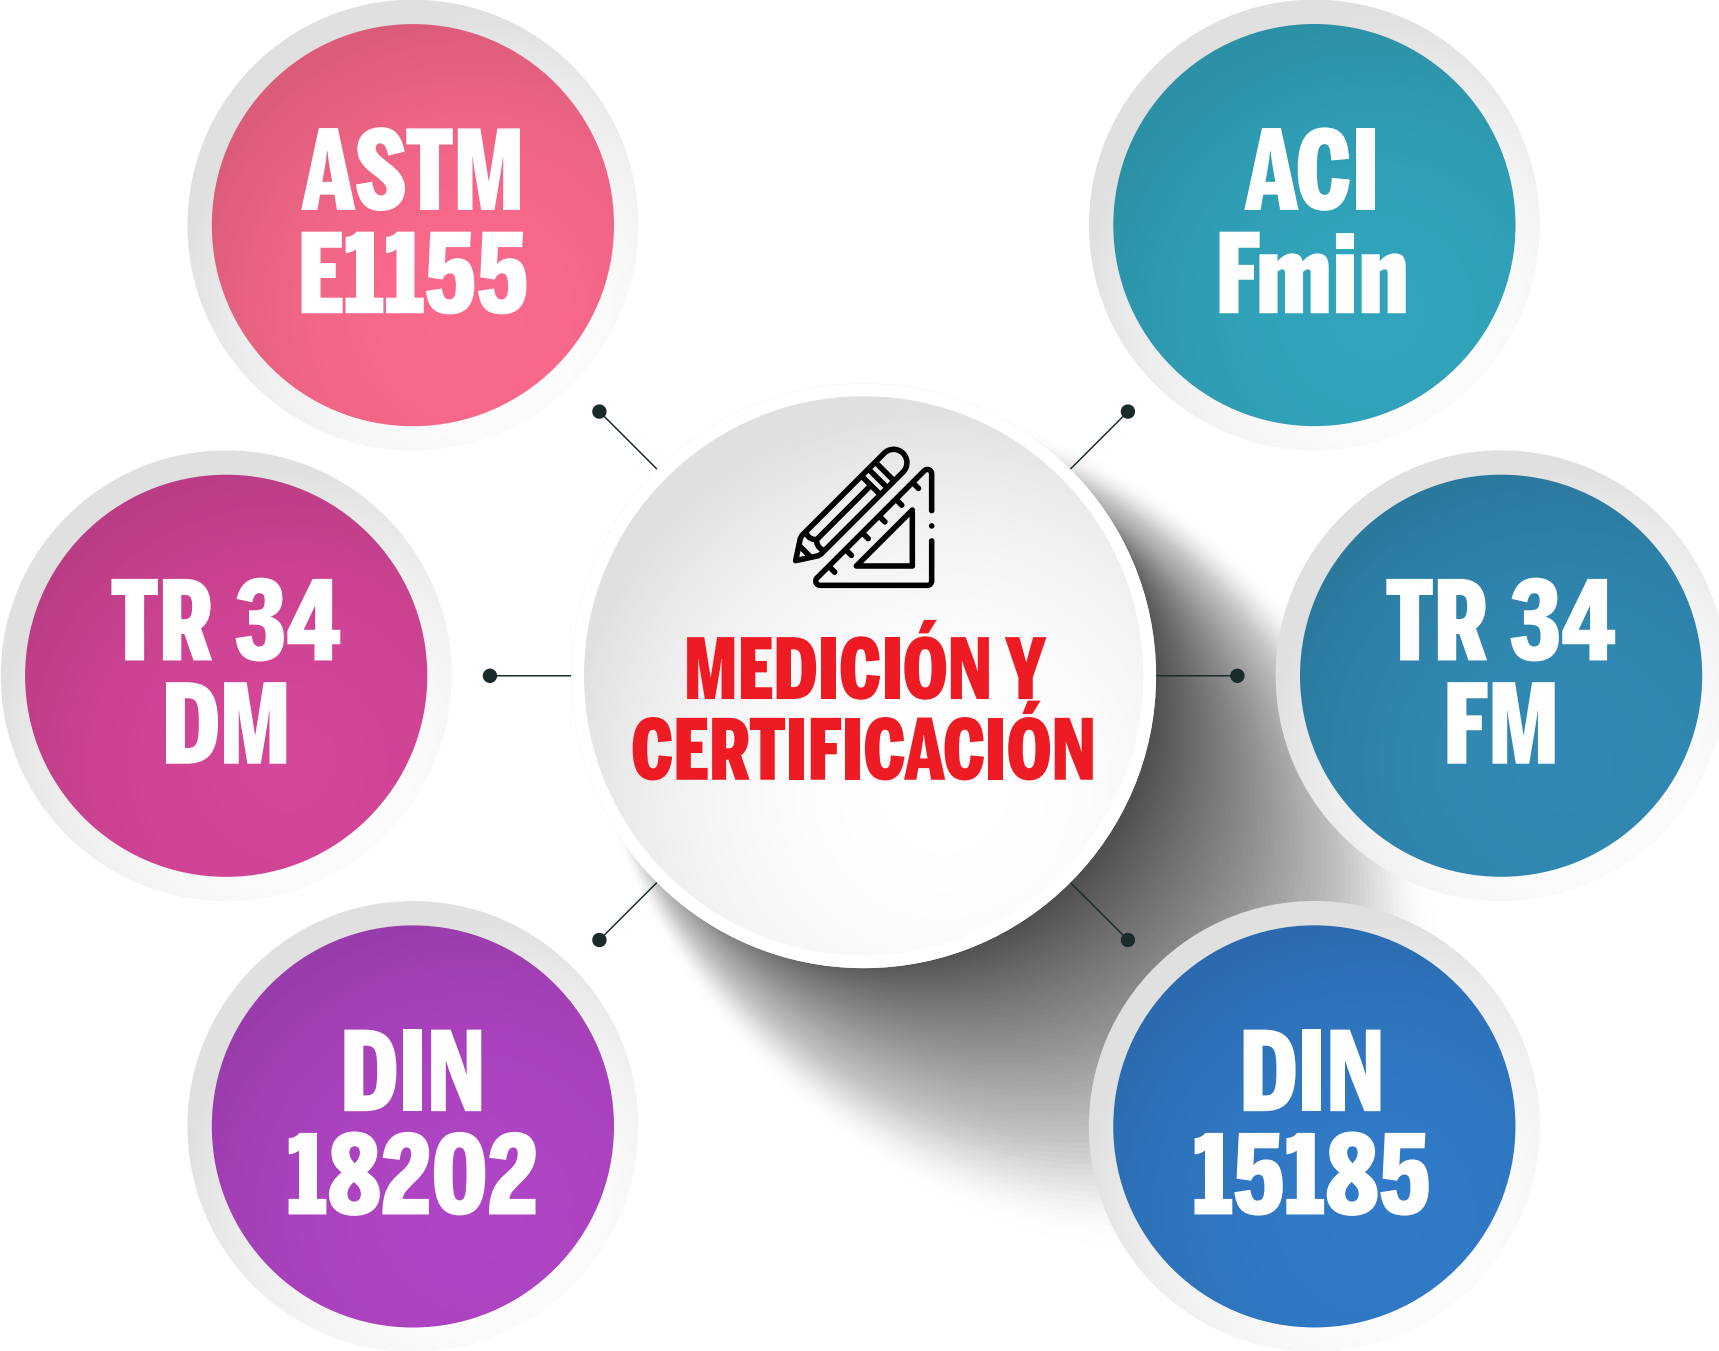 ASTM
E1155
ACI
Fmin
TR 34
DM
MEDICIÓN Y
CERTIFICACIÓN
TR 34
FM
DIN
18202
DIN
15185